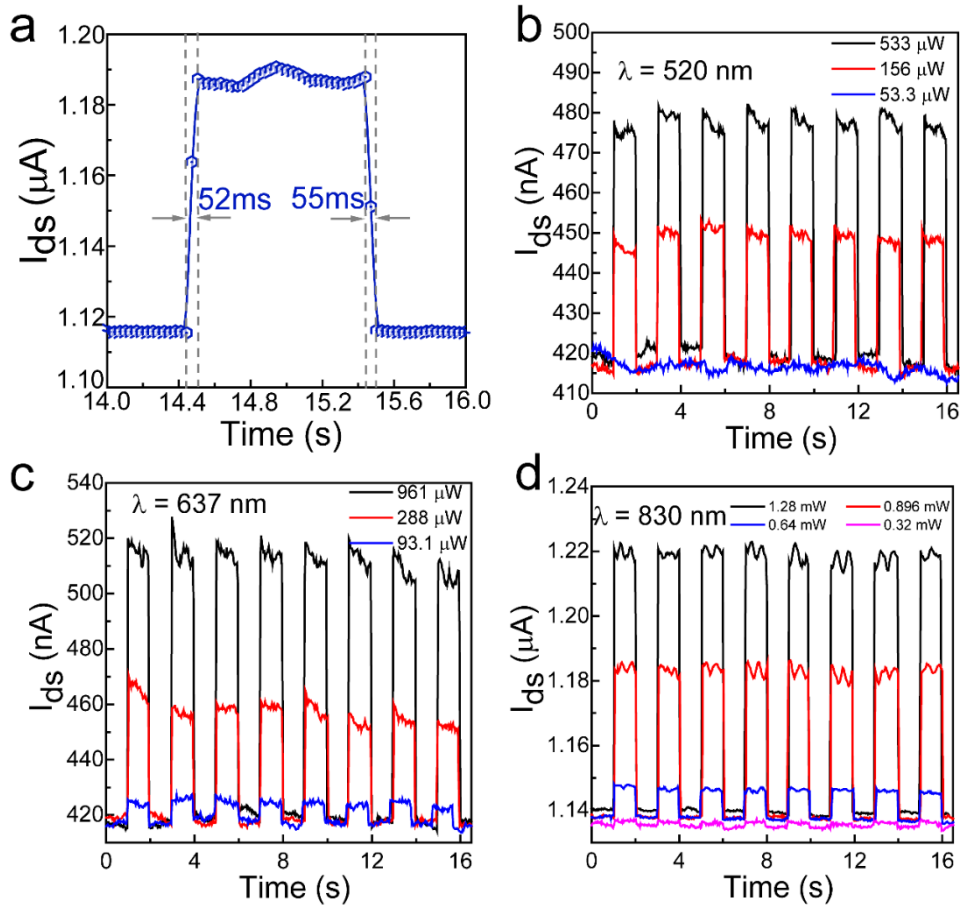 a
1.20
1.18
1.16
1.14
1.12
1.10
I_ds (μA)
52ms
55ms
14.0 14.4 14.8 15.2 15.6 16.0
Time (s)
b
500
490
480
470
460
450
440
430
420
410
I_ds (nA)
λ = 520 nm
533 μW
156 μW
53.3 μW
0 4 8 12 16
Time (s)
c
540
520
500
480
460
440
420
I_ds (nA)
λ = 637 nm
961 μW
288 μW
93.1 μW
0 4 8 12 16
Time (s)
d
1.24
1.22
1.20
1.18
1.16
1.14
I_ds (μA)
λ = 830 nm
1.28 mW 0.896 mW
0.64 mW 0.32 mW
0 4 8 12 16
Time (s)